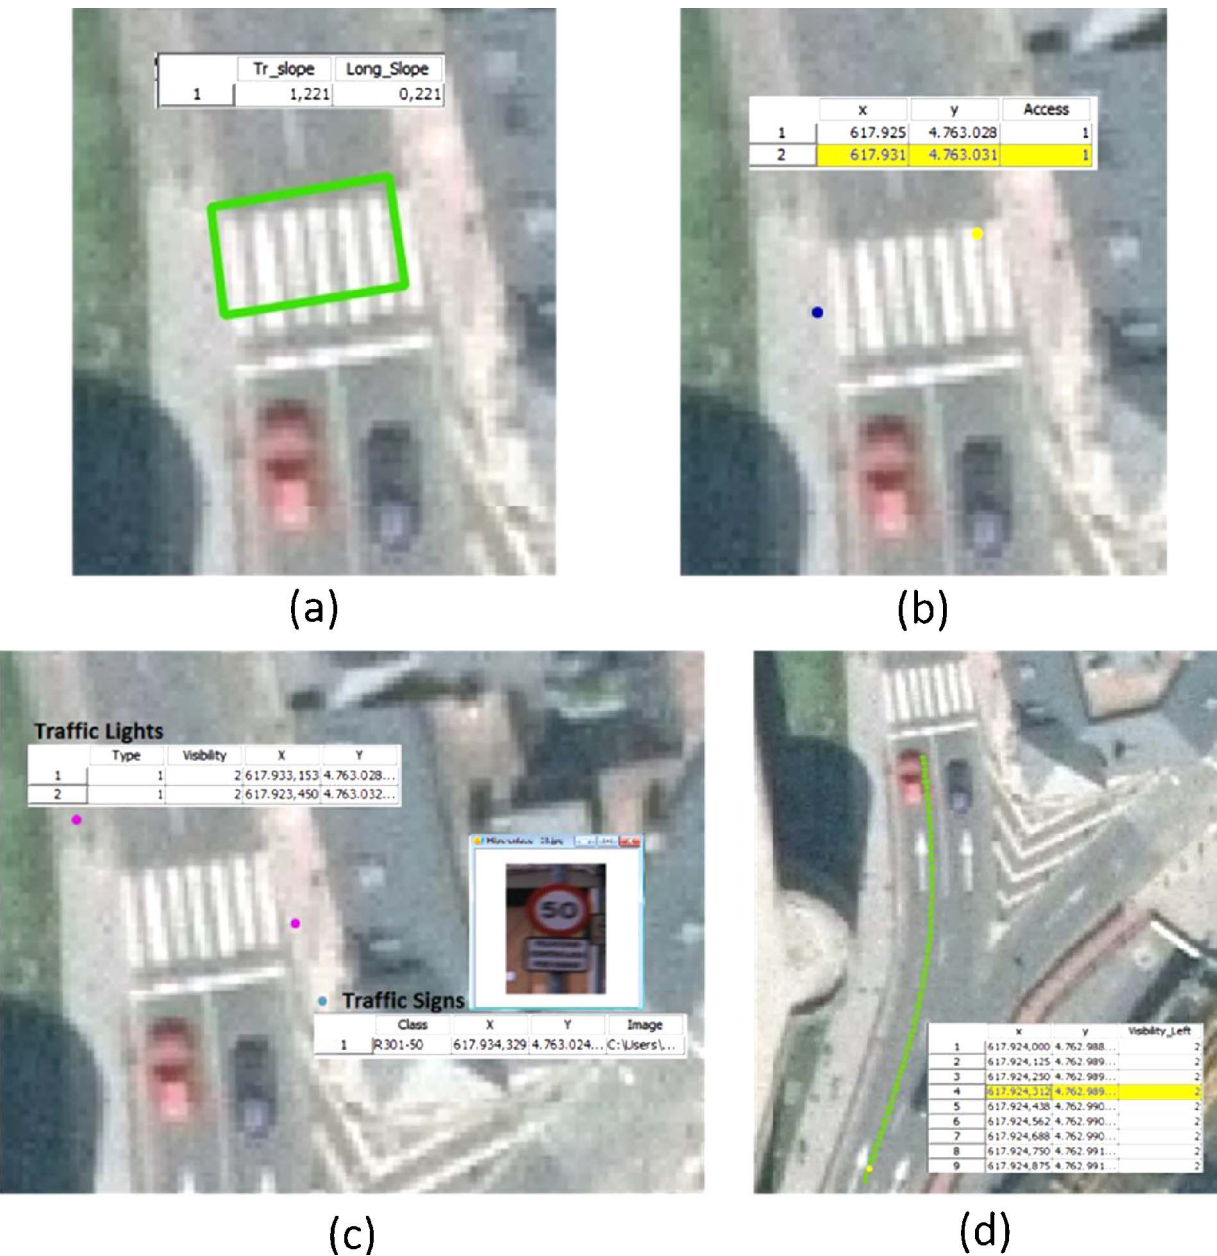 Tr_slope Long_Slope
1 1,221 0,221
(a)
x y Access
1 617.925 4.763.028 1
2 617.931 4.763.031 1
(b)
Traffic Lights
Type Visibility X Y
1 1 2 617.933,153 4.763.028...
2 1 2 617.923,450 4.763.032...
50
Traffic Signs
Class X Y Image
1 R301-50 617.934,329 4.763.024... C:\Users\...
(c)
x y Visibility_Left
1 617.924,000 4.762.988... 2
2 617.924,125 4.762.989... 2
3 617.924,250 4.762.989... 2
4 617.924,312 4.762.989... 2
5 617.924,438 4.762.990... 2
6 617.924,562 4.762.990... 2
7 617.924,688 4.762.990... 2
8 617.924,750 4.762.991... 2
9 617.924,875 4.762.991... 2
(d)